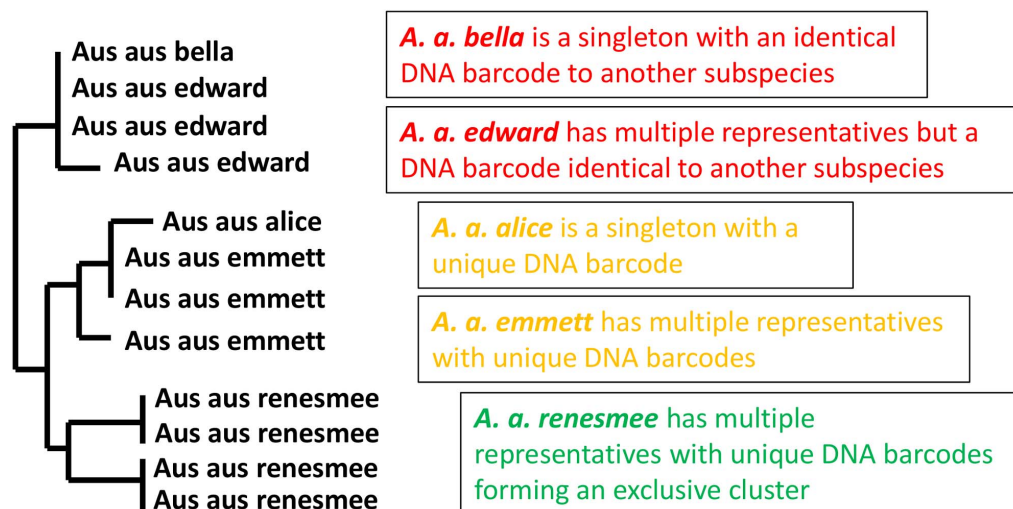 Aus aus bella
Aus aus edward
Aus aus edward
Aus aus edward
Aus aus alice
Aus aus emmett
Aus aus emmett
Aus aus emmett
Aus aus renesmee
Aus aus renesmee
Aus aus renesmee
Aus aus renesmee
A. a. bella is a singleton with an identical
DNA barcode to another subspecies
A. a. edward has multiple representatives but a
DNA barcode identical to another subspecies
A. a. alice is a singleton with a
unique DNA barcode
A. a. emmett has multiple representatives
with unique DNA barcodes
A. a. renesmee has multiple
representatives with unique DNA barcodes
forming an exclusive cluster